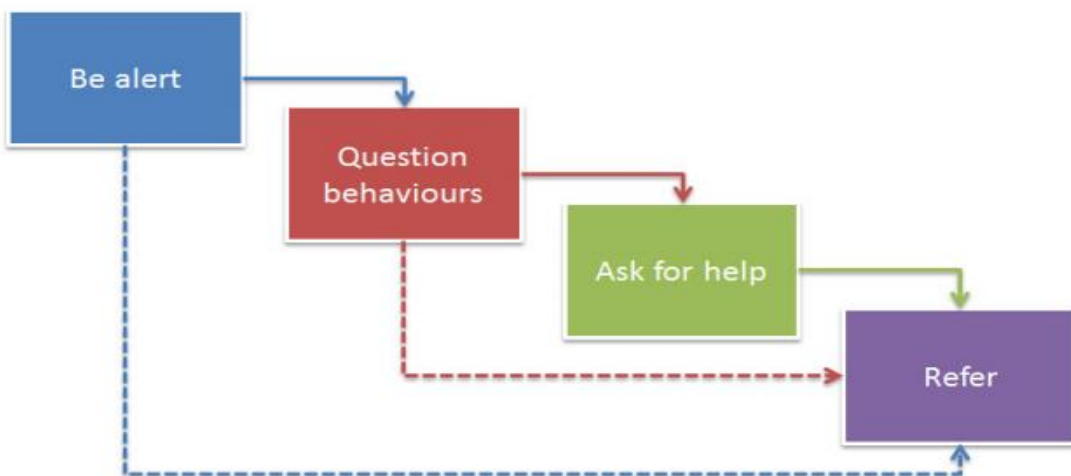 Be alert
Question
behaviours
Ask for help
Refer